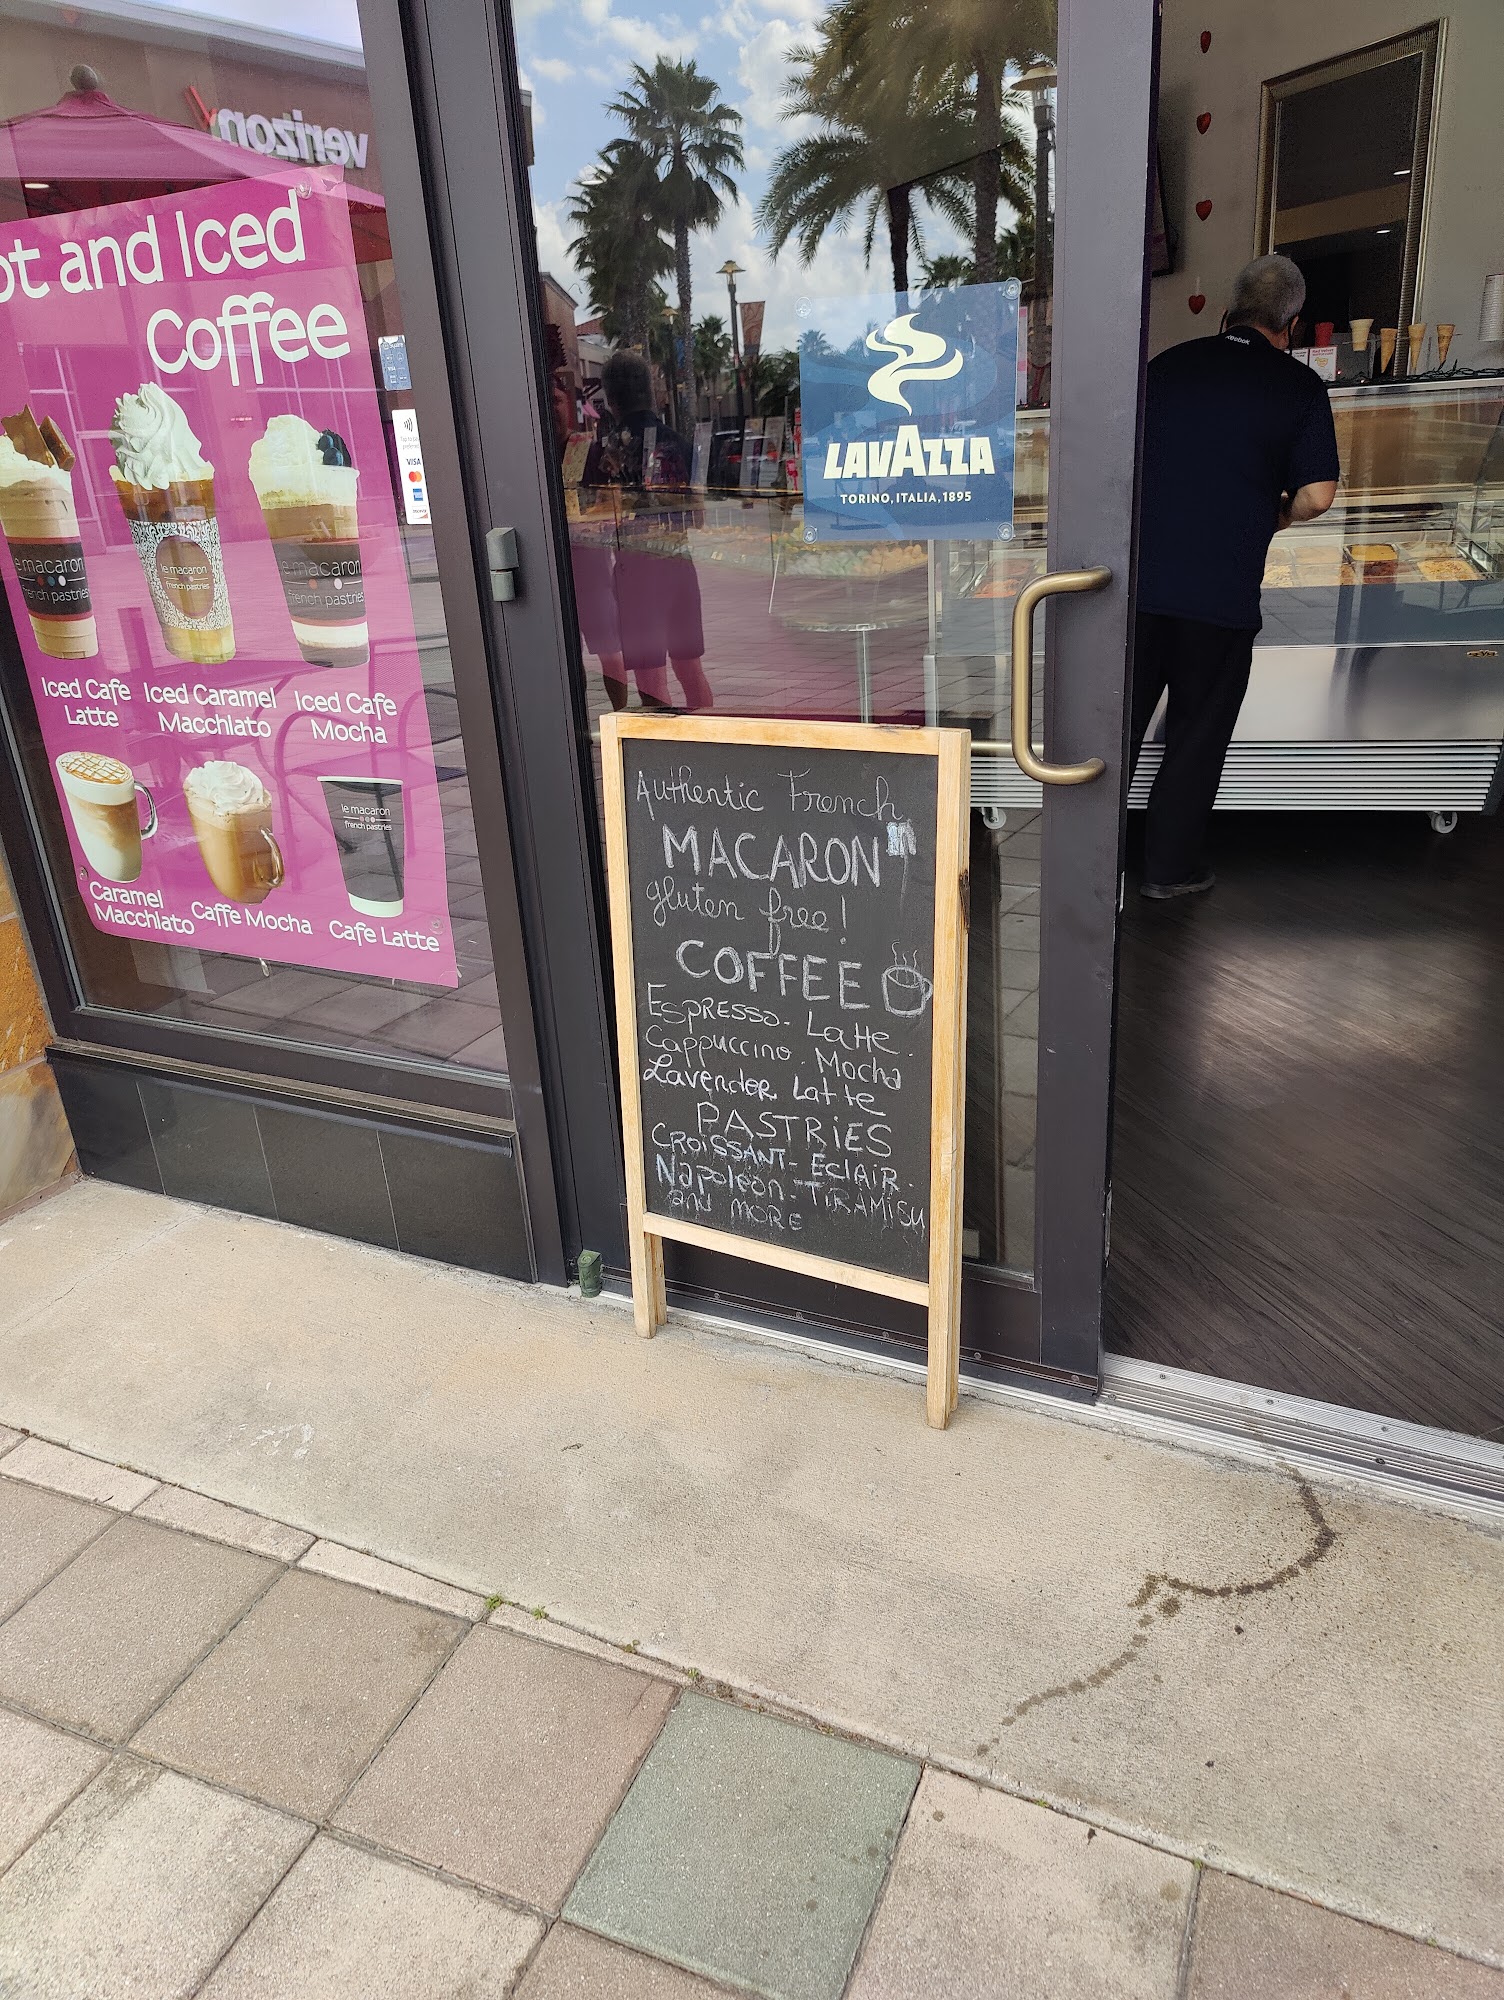 verizon
ot and Iced
Coffee
le macaron
french pastries
le macaron
french pastries
le macaron
french pastries
Iced Cafe
Latte
Iced Caramel
Macchiato
Iced Cafe
Mocha
le macaron
french pastries
Caramel
Macchiato
Caffe Mocha
Cafe Latte
Square
VISA
LAVAZZA
TORINO, ITALIA, 1895
Reebok
Authentic French
MACARON
gluten free!
COFFEE
Espresso. Latte.
Cappuccino. Mocha
Lavender Latte
PASTRIES
CROISSANT- ECLAIR.
Napoleon - TIRAMISU
and MORE